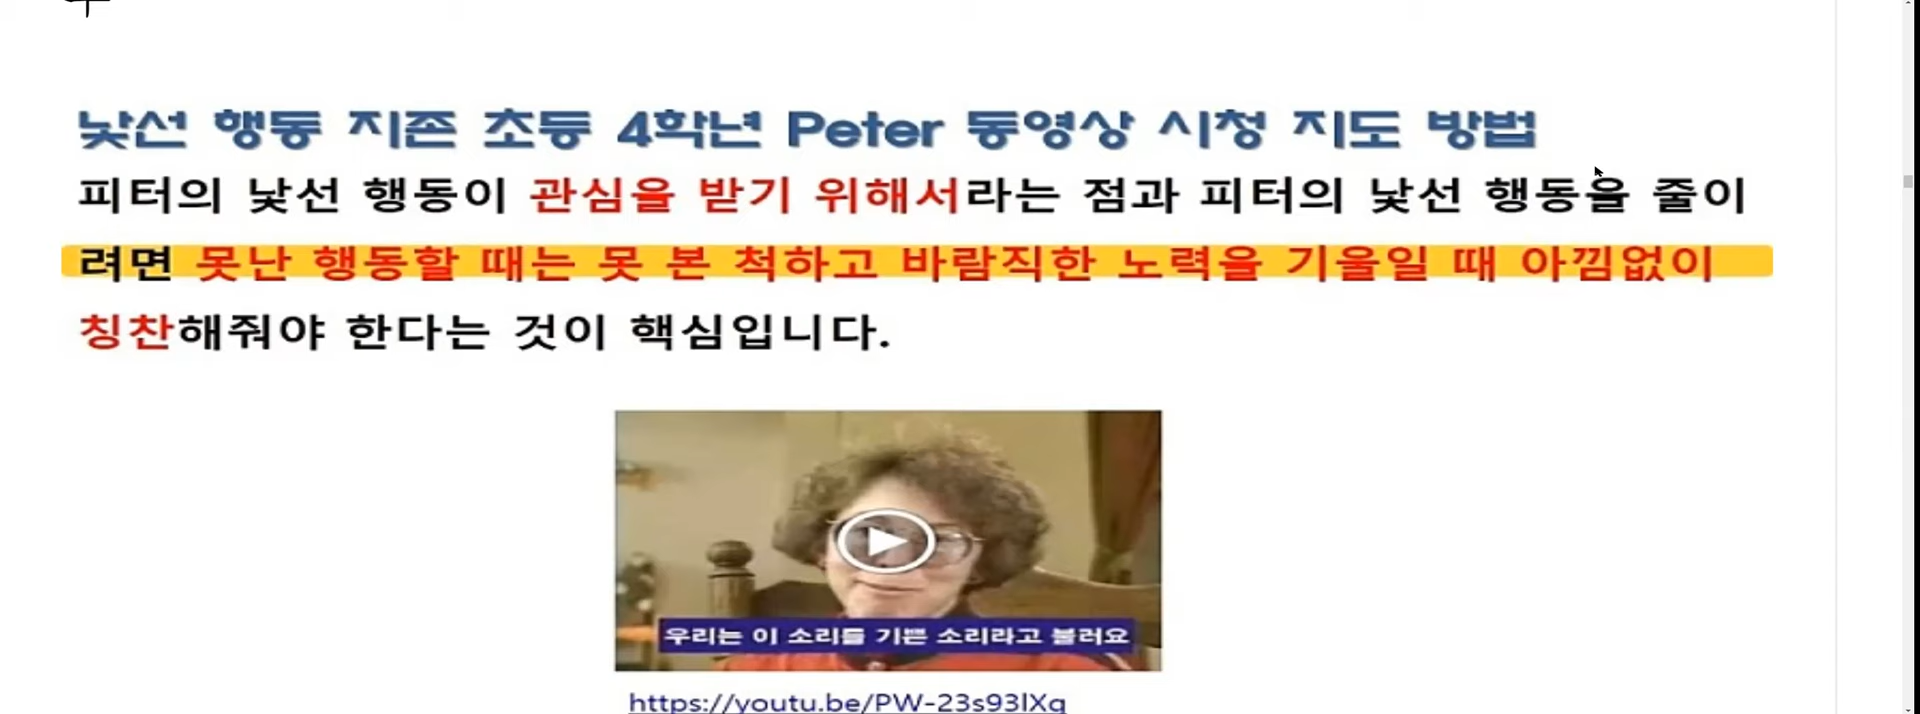 낯선 행동 지존 초등 4학년 Peter 동영상 시청 지도 방법
피터의 낯선 행동이 관심을 받기 위해서라는 점과 피터의 낯선 행동을 줄이
려면 못난 행동할 때는 못 본 척하고 바람직한 노력을 기울일 때 아낌없이
칭찬해줘야 한다는 것이 핵심입니다.
우리는 이 소리를 기쁜 소리라고 불러요
https://youtu.be/PW-23s93lXq